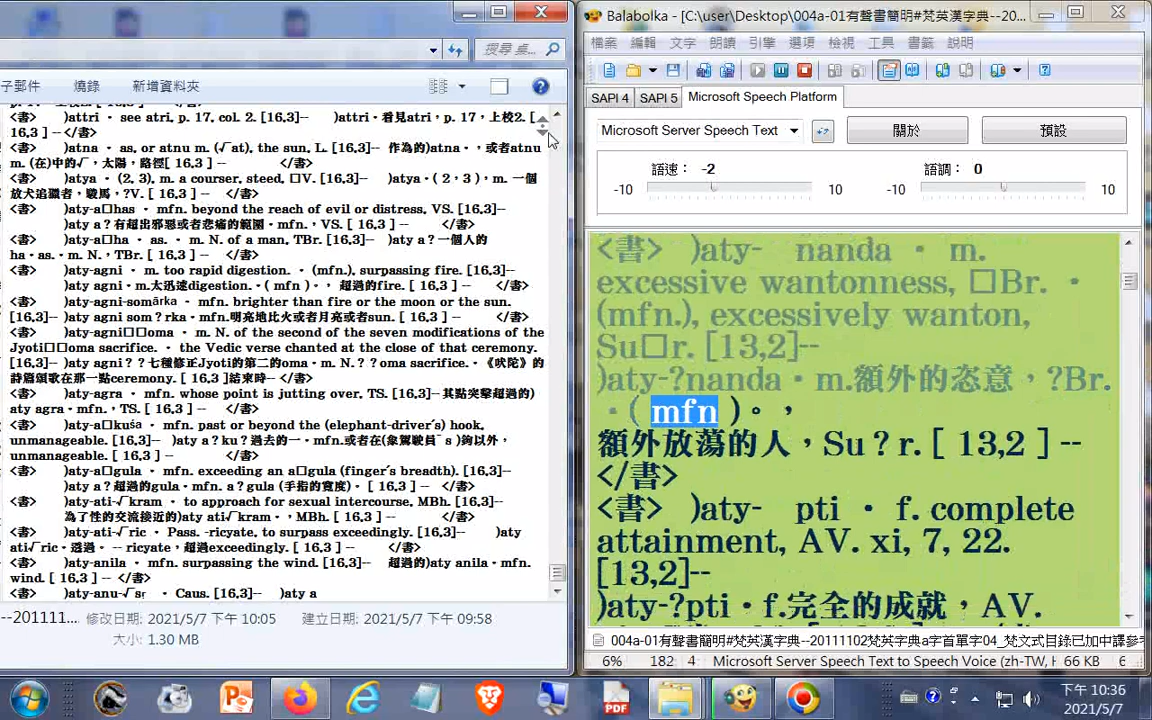 搜尋 桌...
子郵件 燒錄 新增資料夾
<書> )attri · see atri, p. 17, col. 2. [16,3]-- )attri·看見atri，p. 17，上校2. [
16,3 ] --</書>
<書> )atna · as, or atnu m. (√at), the sun, L. [16,3]-- 作為的)atna·，或者atnu
m. (在)中的√，太陽，路徑[ 16,3 ] -- </書>
<書> )atya · (2, 3), m. a courser, steed, □V. [16,3]-- )atya·( 2，3 )，m. 一個
放犬追獵者，駿馬，?V. [ 16,3 ] -- </書>
<書> )aty-a□has · mfn. beyond the reach of evil or distress, VS. [16,3]--
)aty a？有超出邪惡或者悲痛的範圍·mfn.，VS. [ 16,3 ] -- </書>
<書> )aty-a□ha · as. · m. N. of a man, TBr. [16,3]-- )aty a？一個人的
ha·as.·m. N.，TBr. [ 16,3 ] -- </書>
<書> )aty-agni · m. too rapid digestion. · (mfn.), surpassing fire. [16,3]--
)aty agni·m.太迅速digestion.·( mfn )。， 超過的fire. [ 16,3 ] -- </書>
<書> )aty-agni-somārka · mfn. brighter than fire or the moon or the sun.
[16,3]-- )aty agni som？rka·mfn.明亮地比火或者月亮或者sun. [ 16,3 ] -- </書>
<書> )aty-agni□□oma · m. N. of the second of the seven modifications of the
Jyoti□□oma sacrifice. · the Vedic verse chanted at the close of that ceremony.
[16,3]-- )aty agni？？七種修正Jyoti的第二的oma·m. N.？？oma sacrifice.·《吠陀》的
詩篇頌歌在那一點ceremony. [ 16,3 ]結束時-- </書>
<書> )aty-agra · mfn. whose point is jutting over, TS. [16,3]-- 其點突擊超過的)
aty agra·mfn.，TS. [ 16,3 ] -- </書>
<書> )aty-a□kuśa · mfn. past or beyond the (elephant-driver's) hook,
unmanageable. [16,3]-- )aty a？ku？過去的一·mfn.或者在(象駕駛員 s )鉤以外，
unmanageable. [ 16,3 ] -- </書>
<書> )aty-a□gula · mfn. exceeding an a□gula (finger's breadth). [16,3]--
)aty a？超過的gula·mfn. a？gula (手指的寬度)。[ 16,3 ] -- </書>
<書> )aty-ati-√kram · to approach for sexual intercourse, MBh. [16,3]--
為了性的交流接近的)aty ati√kram·，MBh. [ 16,3 ] -- </書>
<書> )aty-ati-√ric · Pass. -ricyate, to surpass exceedingly. [16,3]-- )aty
ati√ric·透過。-- ricyate，超過exceedingly. [ 16,3 ] -- </書>
<書> )aty-anila · mfn. surpassing the wind. [16,3]-- 超過的)aty anila·mfn.
wind. [ 16,3 ] -- </書>
<書> )aty-anu-√sṛ · Caus. [16,3]-- )aty a
--201111... 修改日期: 2021/5/7 下午 10:05 建立日期: 2021/5/7 下午 09:58
大小: 1.30 MB
Balabolka - [C:\user\Desktop\004a-01有聲書簡明#梵英漢字典--20...
檔案 編輯 文字 朗讀 引擎 選項 檢視 工具 書籤 說明
SAPI 4 SAPI 5 Microsoft Speech Platform
Microsoft Server Speech Text 關於 預設
語速: -2 語調: 0
-10 10 -10 10
<書> )aty- nanda · m.
excessive wantonness, □Br. ·
(mfn.), excessively wanton,
Su□r. [13,2]--
)aty-?nanda·m.額外的恣意，?Br.
·( mfn )。，
額外放蕩的人，Su？r. [ 13,2 ] --
</書>
<書> )aty- pti · f. complete
attainment, AV. xi, 7, 22.
[13,2]--
)aty-?pti·f.完全的成就，AV.
004a-01有聲書簡明#梵英漢字典--20111102梵英字典a字首單字04_梵文式目錄已加中譯參考
6% 182 4 Microsoft Server Speech Text to Speech Voice (zh-TW, H 66 KB 6
PDF
下午 10:36
2021/5/7